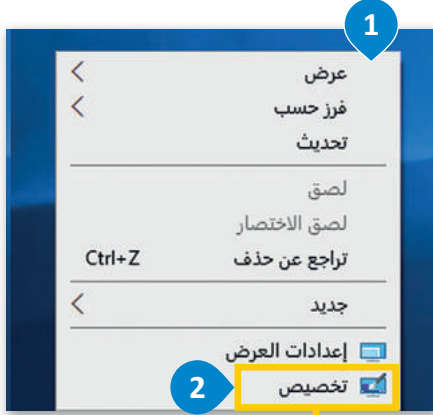 1
عرض
فرز حسب
تحديث
لصق
لصق الاختصار
تراجع عن حذف Ctrl+Z
جديد
إعدادات العرض
تخصيص 2